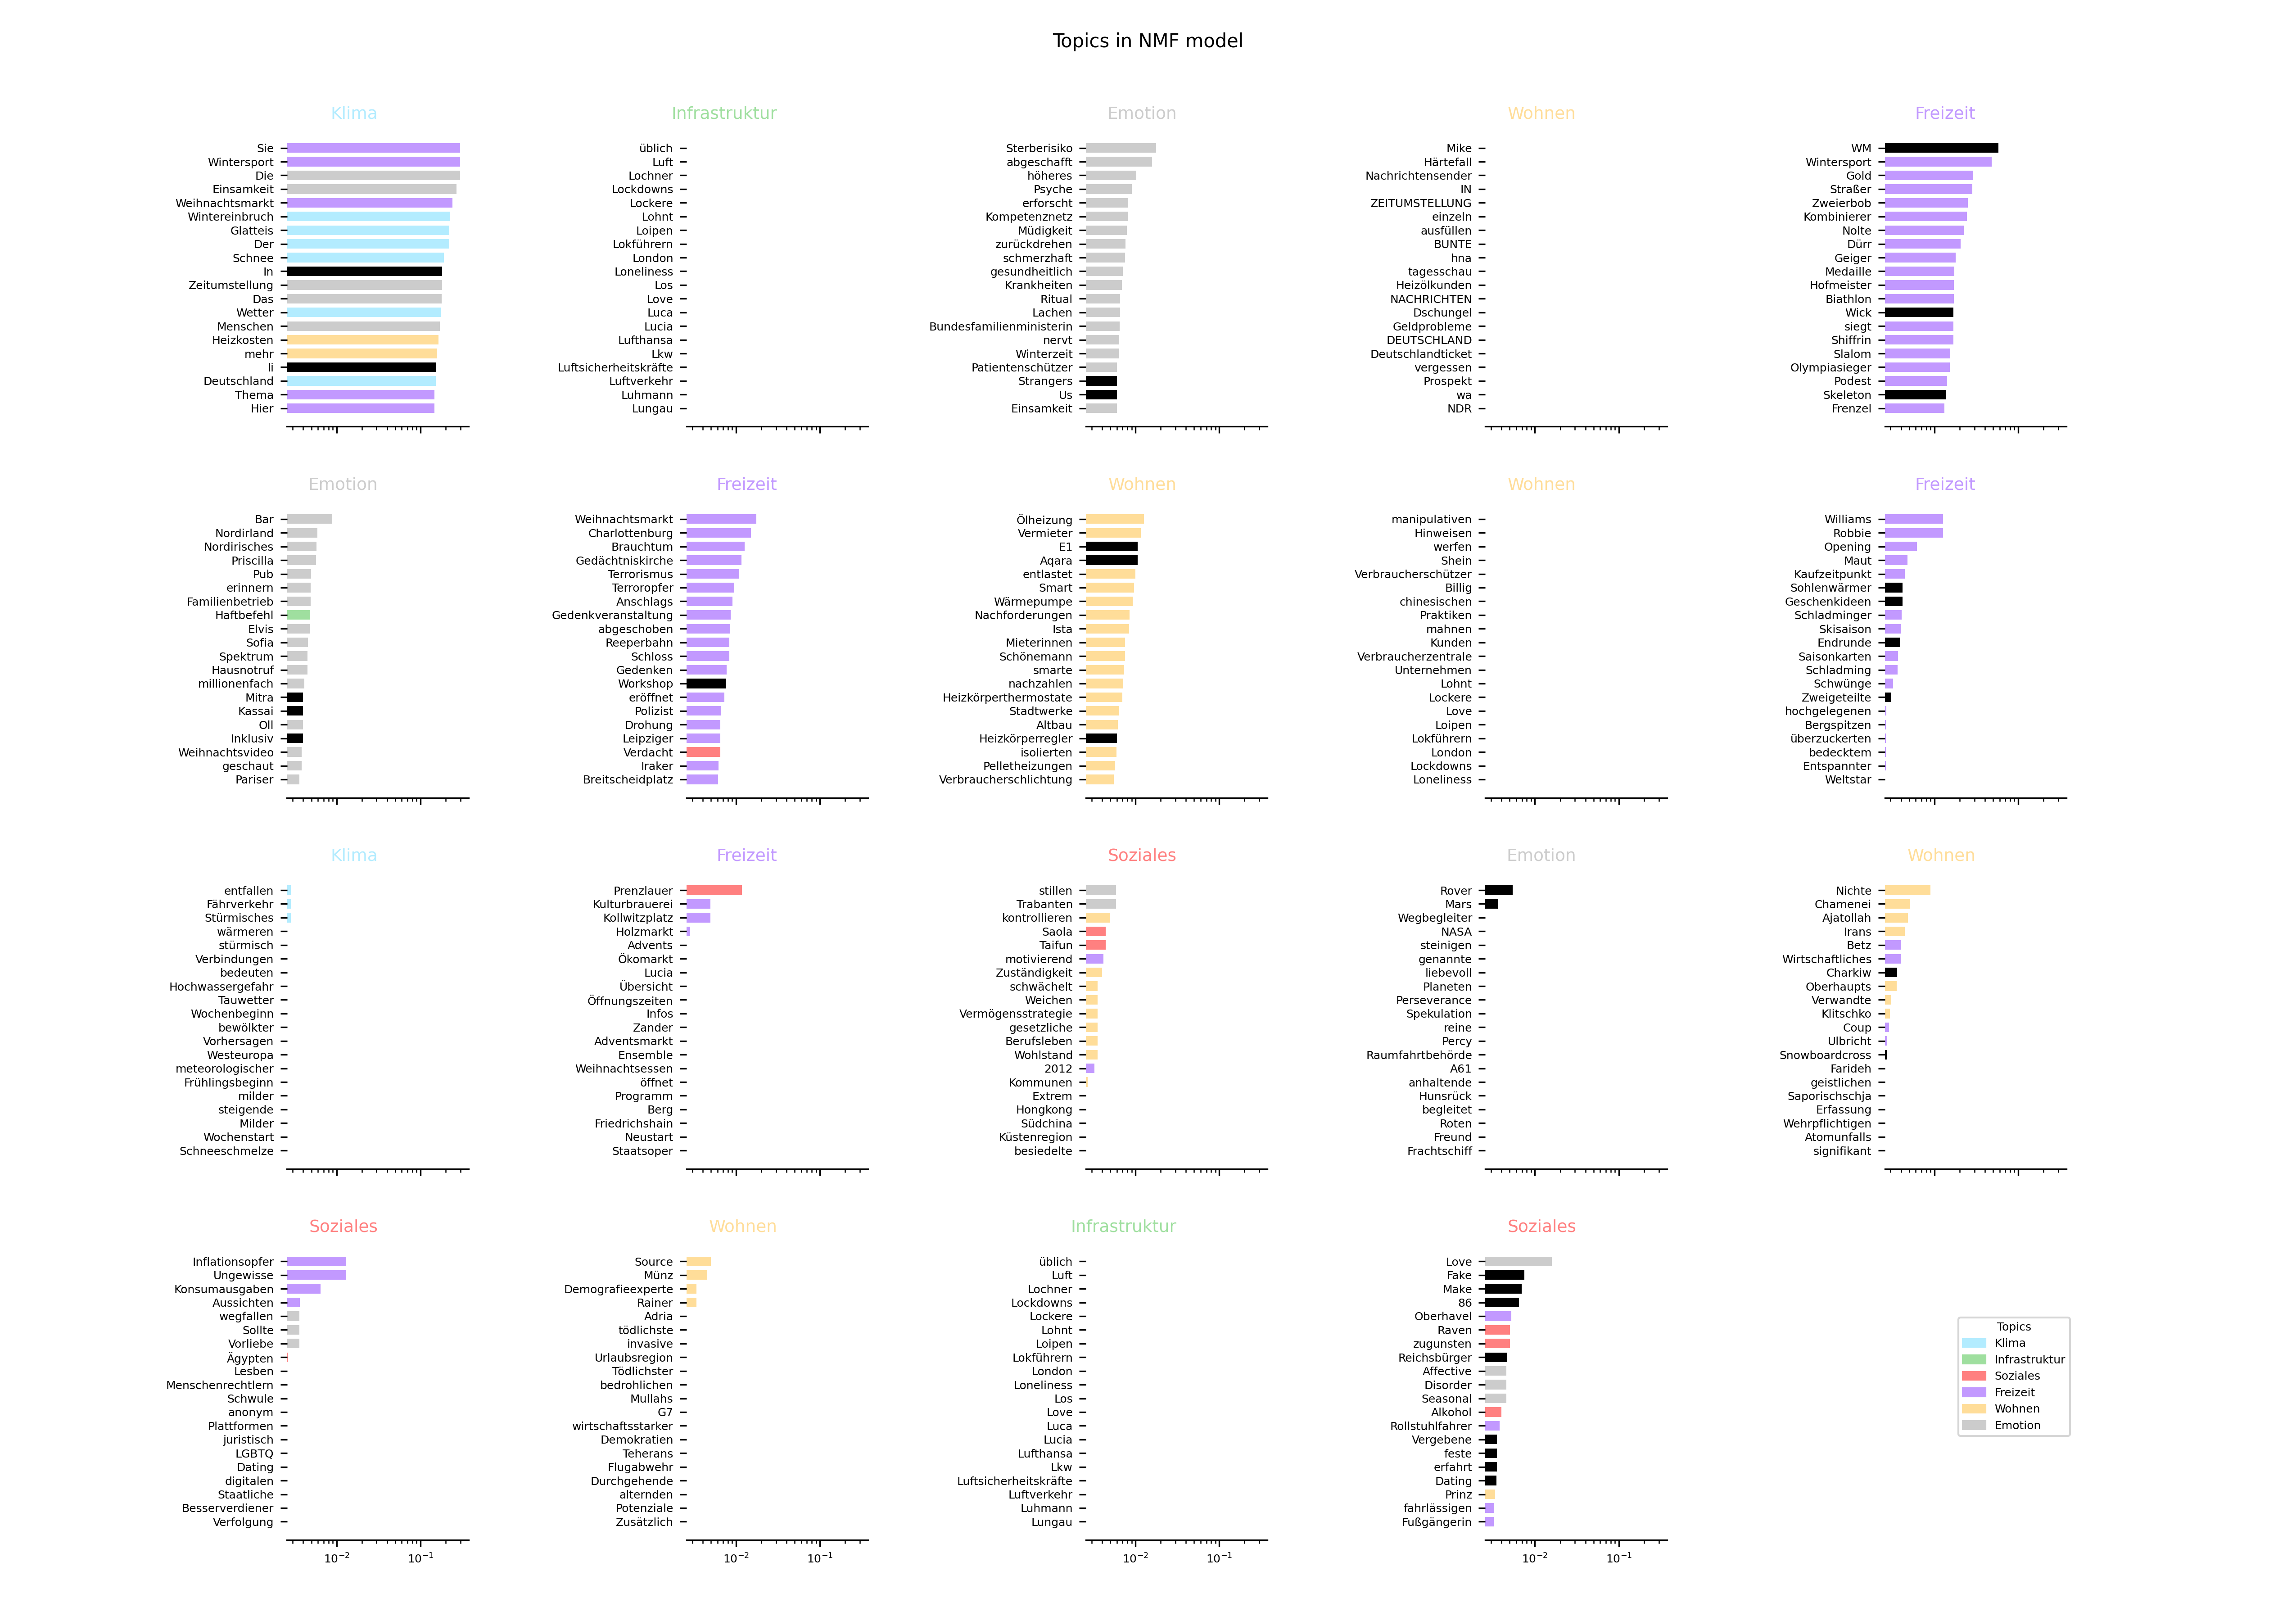 Topics in NMF model
Klima
Sie
Wintersport
Die
Einsamkeit
Weihnachtsmarkt
Wintereinbruch
Glatteis
Der
Schnee
In
Zeitumstellung
Das
Wetter
Menschen
Heizkosten
mehr
li
Deutschland
Thema
Hier
Infrastruktur
üblich
Luft
Lochner
Lockdowns
Lockere
Lohnt
Loipen
Lokführern
London
Loneliness
Los
Love
Luca
Lucia
Lufthansa
Lkw
Luftsicherheitskräfte
Luftverkehr
Luhmann
Lungau
Emotion
Sterberisiko
abgeschafft
höheres
Psyche
erforscht
Kompetenznetz
Müdigkeit
zurückdrehen
schmerzhaft
gesundheitlich
Krankheiten
Ritual
Lachen
Bundesfamilienministerin
nervt
Winterzeit
Patientenschützer
Strangers
Us
Einsamkeit
Wohnen
Mike
Härtefall
Nachrichtensender
IN
ZEITUMSTELLUNG
einzeln
ausfüllen
BUNTE
hna
tagesschau
Heizölkunden
NACHRICHTEN
Dschungel
Geldprobleme
DEUTSCHLAND
Deutschlandticket
vergessen
Prospekt
wa
NDR
Freizeit
WM
Wintersport
Gold
Straßer
Zweierbob
Kombinierer
Nolte
Dürr
Geiger
Medaille
Hofmeister
Biathlon
Wick
siegt
Shiffrin
Slalom
Olympiasieger
Podest
Skeleton
Frenzel
Emotion
Bar
Nordirland
Nordirisches
Priscilla
Pub
erinnern
Familienbetrieb
Haftbefehl
Elvis
Sofia
Spektrum
Hausnotruf
millionenfach
Mitra
Kassai
Oll
Inklusiv
Weihnachtsvideo
geschaut
Pariser
Freizeit
Weihnachtsmarkt
Charlottenburg
Brauchtum
Gedächtniskirche
Terrorismus
Terroropfer
Anschlags
Gedenkveranstaltung
abgeschoben
Reeperbahn
Schloss
Gedenken
Workshop
eröffnet
Polizist
Drohung
Leipziger
Verdacht
Iraker
Breitscheidplatz
Wohnen
Ölheizung
Vermieter
E1
Aqara
entlastet
Smart
Wärmepumpe
Nachforderungen
Ista
Mieterinnen
Schönemann
smarte
nachzahlen
Heizkörperthermostate
Stadtwerke
Altbau
Heizkörperregler
isolierten
Pelletheizungen
Verbraucherschlichtung
Wohnen
manipulativen
Hinweisen
werfen
Shein
Verbraucherschützer
Billig
chinesischen
Praktiken
mahnen
Kunden
Verbraucherzentrale
Unternehmen
Lohnt
Lockere
Love
Loipen
Lokführern
London
Lockdowns
Loneliness
Freizeit
Williams
Robbie
Opening
Maut
Kaufzeitpunkt
Sohlenwärmer
Geschenkideen
Schladminger
Skisaison
Endrunde
Saisonkarten
Schladming
Schwünge
Zweigeteilte
hochgelegenen
Bergspitzen
überzuckerten
bedecktem
Entspannter
Weltstar
Klima
entfallen
Fährverkehr
Stürmisches
wärmeren
stürmisch
Verbindungen
bedeuten
Hochwassergefahr
Tauwetter
Wochenbeginn
bewölkter
Vorhersagen
Westeuropa
meteorologischer
Frühlingsbeginn
milder
steigende
Milder
Wochenstart
Schneeschmelze
Freizeit
Prenzlauer
Kulturbrauerei
Kollwitzplatz
Holzmarkt
Advents
Ökomarkt
Lucia
Übersicht
Öffnungszeiten
Infos
Zander
Adventsmarkt
Ensemble
Weihnachtsessen
öffnet
Programm
Berg
Friedrichshain
Neustart
Staatsoper
Soziales
stillen
Trabanten
kontrollieren
Saola
Taifun
motivierend
Zuständigkeit
schwächelt
Weichen
Vermögensstrategie
gesetzliche
Berufsleben
Wohlstand
2012
Kommunen
Extrem
Hongkong
Südchina
Küstenregion
besiedelte
Emotion
Rover
Mars
Wegbegleiter
NASA
steinigen
genannte
liebevoll
Planeten
Perseverance
Spekulation
reine
Percy
Raumfahrtbehörde
A61
anhaltende
Hunsrück
begleitet
Roten
Freund
Frachtschiff
Wohnen
Nichte
Chamenei
Ajatollah
Irans
Betz
Wirtschaftliches
Charkiw
Oberhaupts
Verwandte
Klitschko
Coup
Ulbricht
Snowboardcross
Farideh
geistlichen
Saporischschja
Erfassung
Wehrpflichtigen
Atomunfalls
signifikant
Soziales
Inflationsopfer
Ungewisse
Konsumausgaben
Aussichten
wegfallen
Sollte
Vorliebe
Ägypten
Lesben
Menschenrechtlern
Schwule
anonym
Plattformen
juristisch
LGBTQ
Dating
digitalen
Staatliche
Besserverdiener
Verfolgung
10⁻² 10⁻¹
Wohnen
Source
Münz
Demografieexperte
Rainer
Adria
tödlichste
invasive
Urlaubsregion
Tödlichster
bedrohlichen
Mullahs
G7
wirtschaftsstarker
Demokratien
Teherans
Flugabwehr
Durchgehende
alternden
Potenziale
Zusätzlich
10⁻² 10⁻¹
Infrastruktur
üblich
Luft
Lochner
Lockdowns
Lockere
Lohnt
Loipen
Lokführern
London
Loneliness
Los
Love
Luca
Lucia
Lufthansa
Lkw
Luftsicherheitskräfte
Luftverkehr
Luhmann
Lungau
10⁻² 10⁻¹
Soziales
Love
Fake
Make
86
Oberhavel
Raven
zugunsten
Reichsbürger
Affective
Disorder
Seasonal
Alkohol
Rollstuhlfahrer
Vergebene
feste
erfahrt
Dating
Prinz
fahrlässigen
Fußgängerin
10⁻² 10⁻¹
Topics
Klima
Infrastruktur
Soziales
Freizeit
Wohnen
Emotion